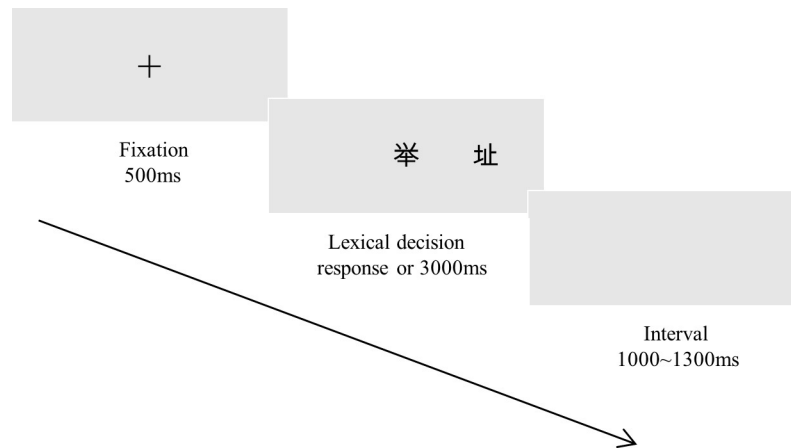 Fixation
500ms
举 址
Lexical decision
response or 3000ms
Interval
1000~1300ms